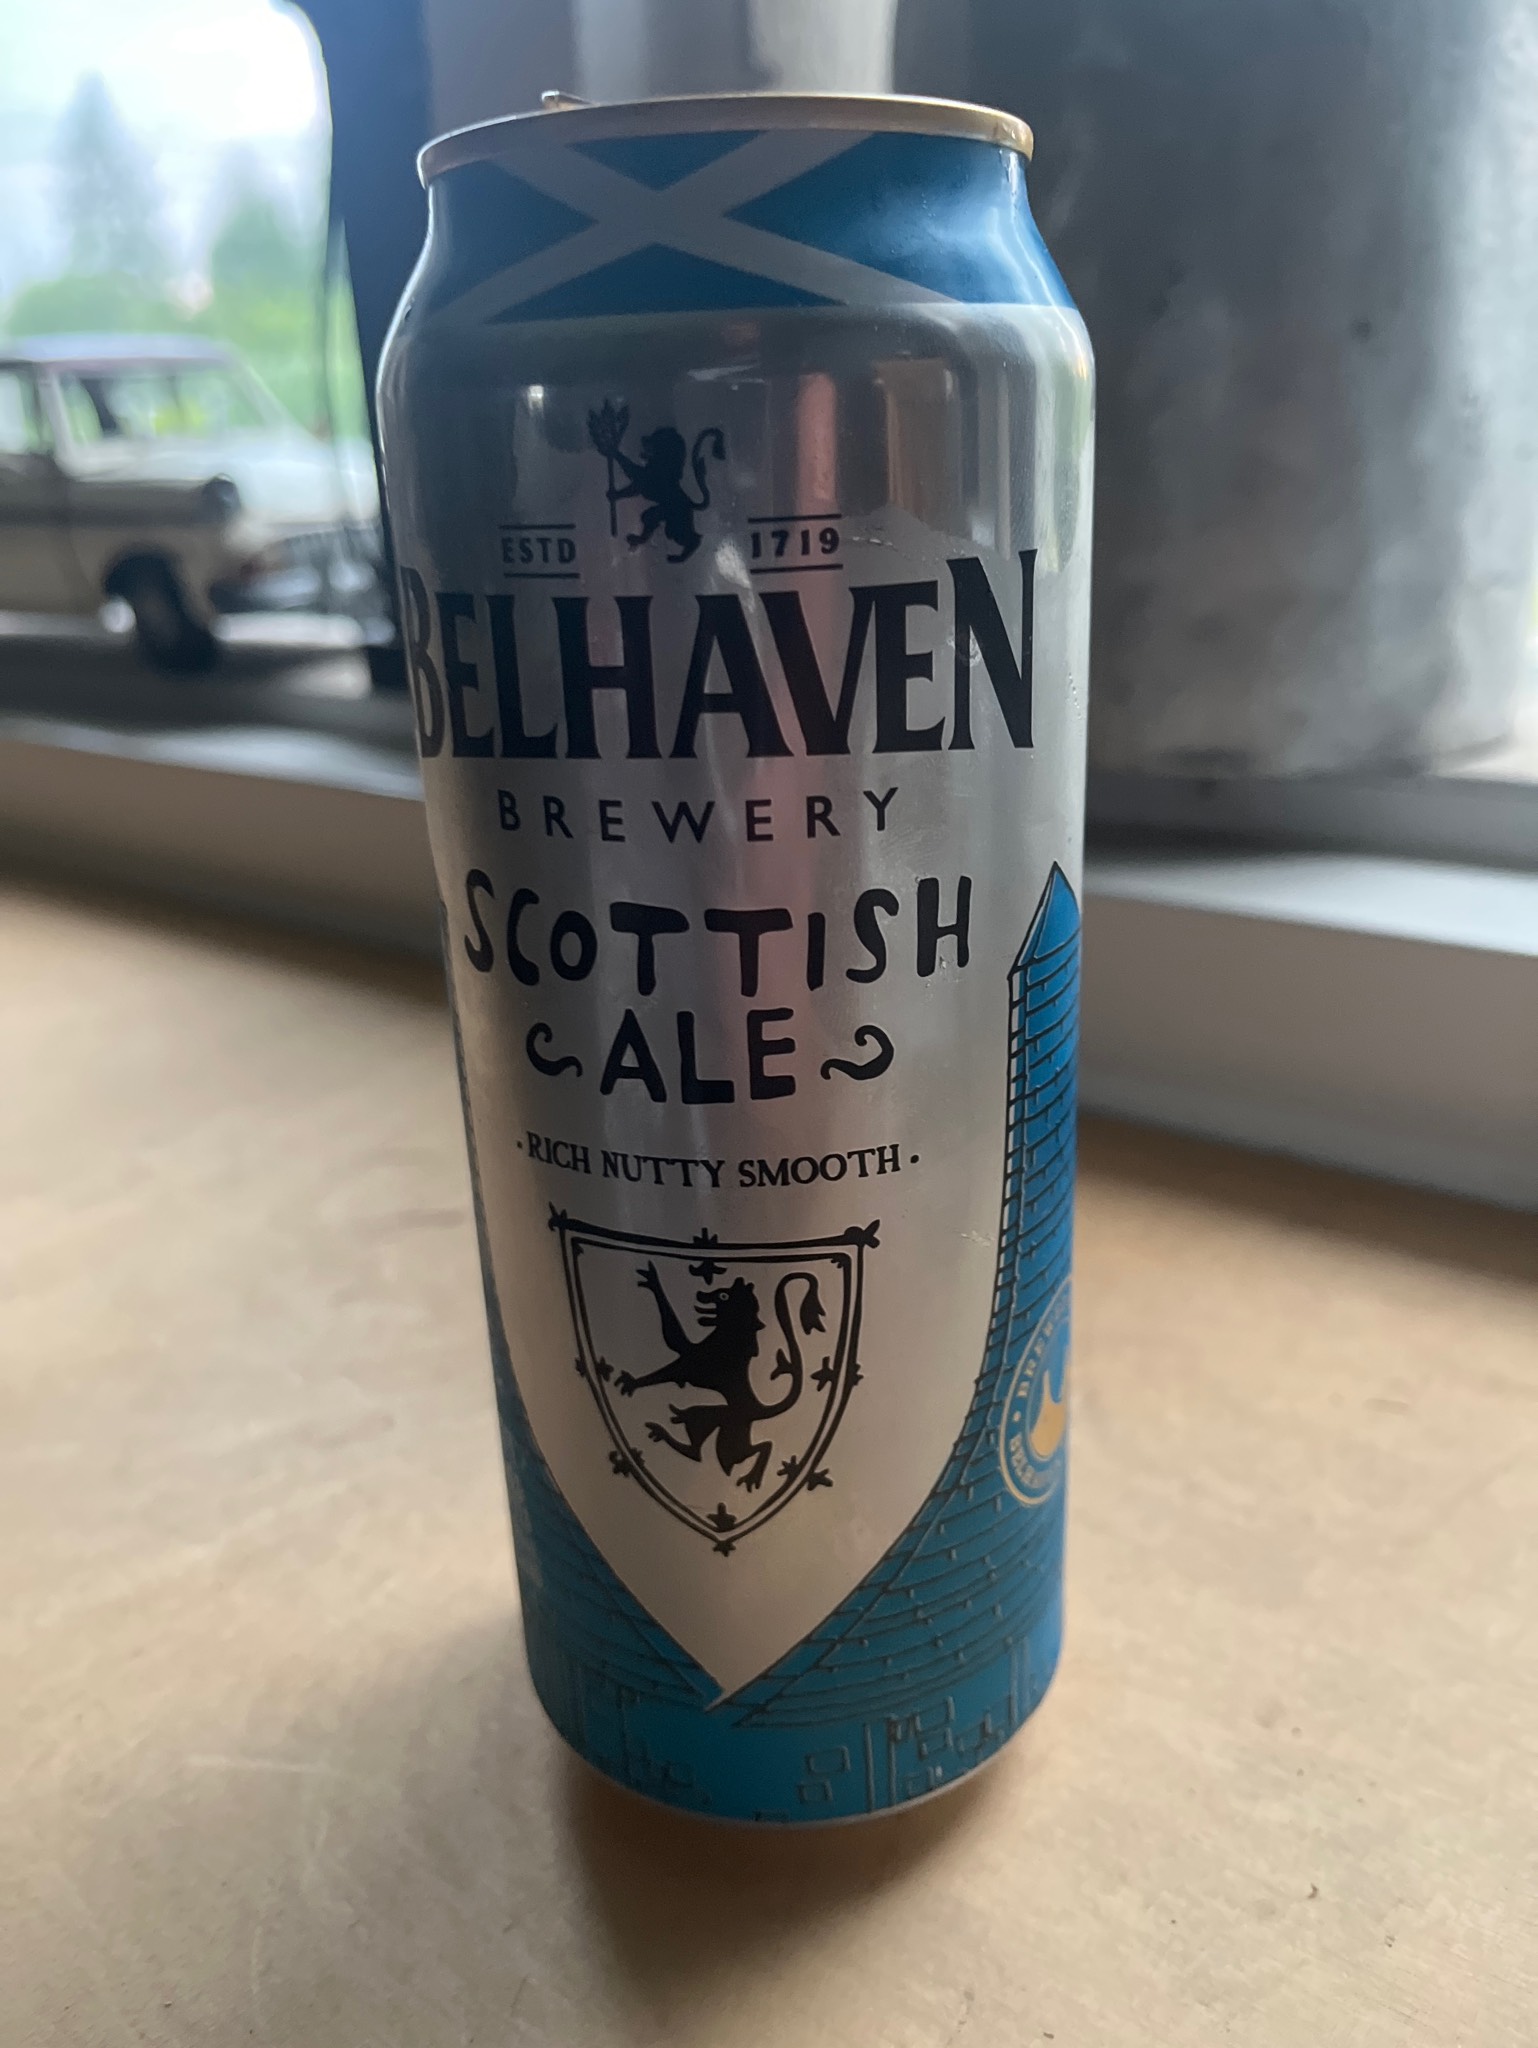 ESTD 1719
BELHAVEN
BREWERY
SCOTTISH
ALE
·RICH NUTTY SMOOTH·